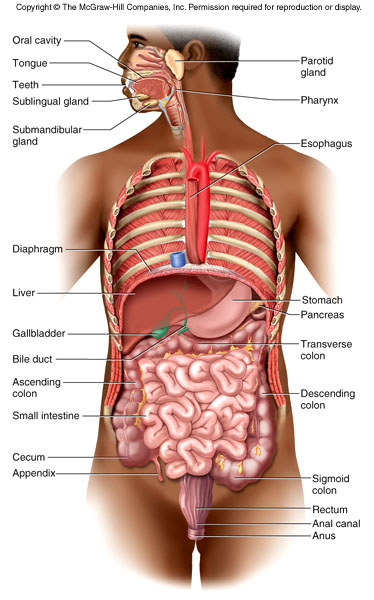 Copyright © The McGraw-Hill Companies, Inc. Permission required for reproduction or display.
Oral cavity
Tongue
Teeth
Sublingual gland
Submandibular
gland
Parotid
gland
Pharynx
Esophagus
Diaphragm
Liver
Gallbladder
Bile duct
Ascending
colon
Small intestine
Cecum
Appendix
Stomach
Pancreas
Transverse
colon
Descending
colon
Sigmoid
colon
Rectum
Anal canal
Anus